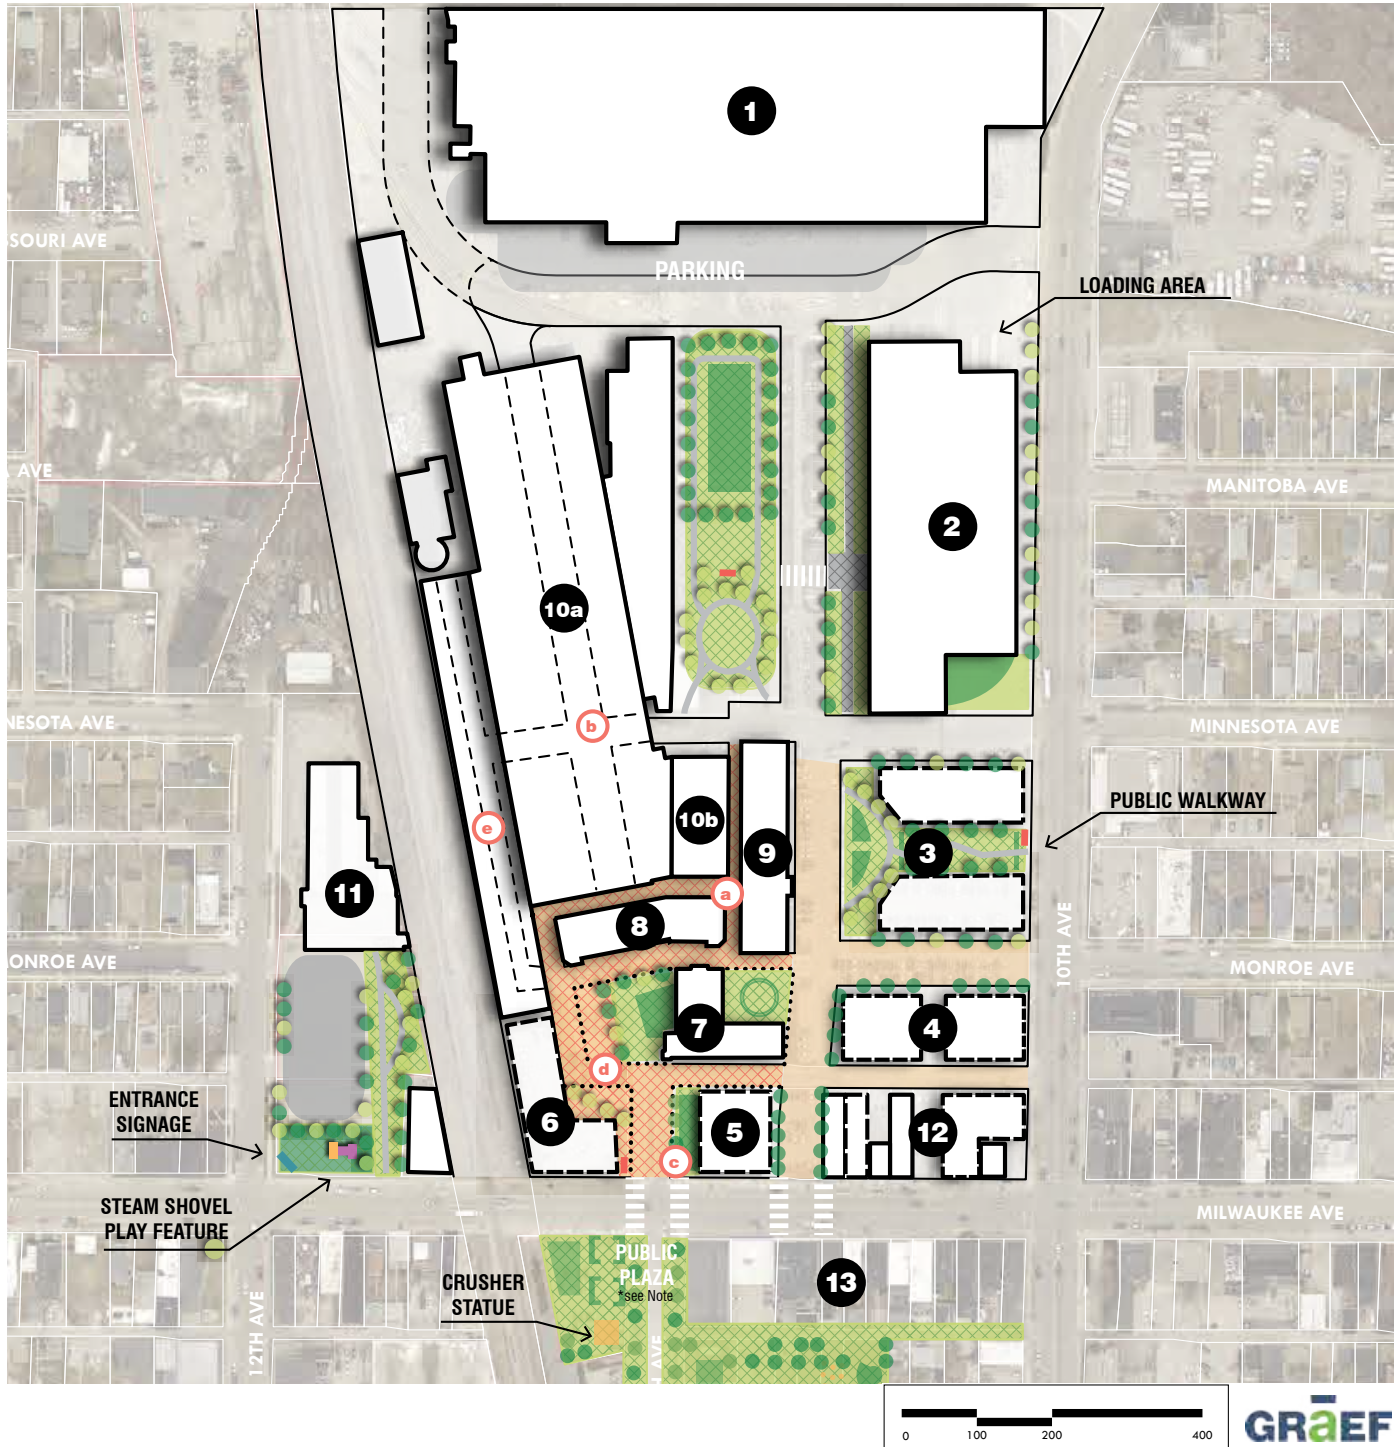 1
SSOURI AVE
PARKING
LOADING AREA
AVE
MANITOBA AVE
2
10a
NESOTA AVE
b
MINNESOTA AVE
PUBLIC WALKWAY
10b
e
9
3
11
a
8
10TH AVE
ONROE AVE
MONROE AVE
7
4
d
ENTRANCE
SIGNAGE
6
5
12
c
STEAM SHOVEL
PLAY FEATURE
MILWAUKEE AVE
PUBLIC
PLAZA
*see Note
CRUSHER
STATUE
13
12TH AVE
AVE
0 100 200 400
GRAEF